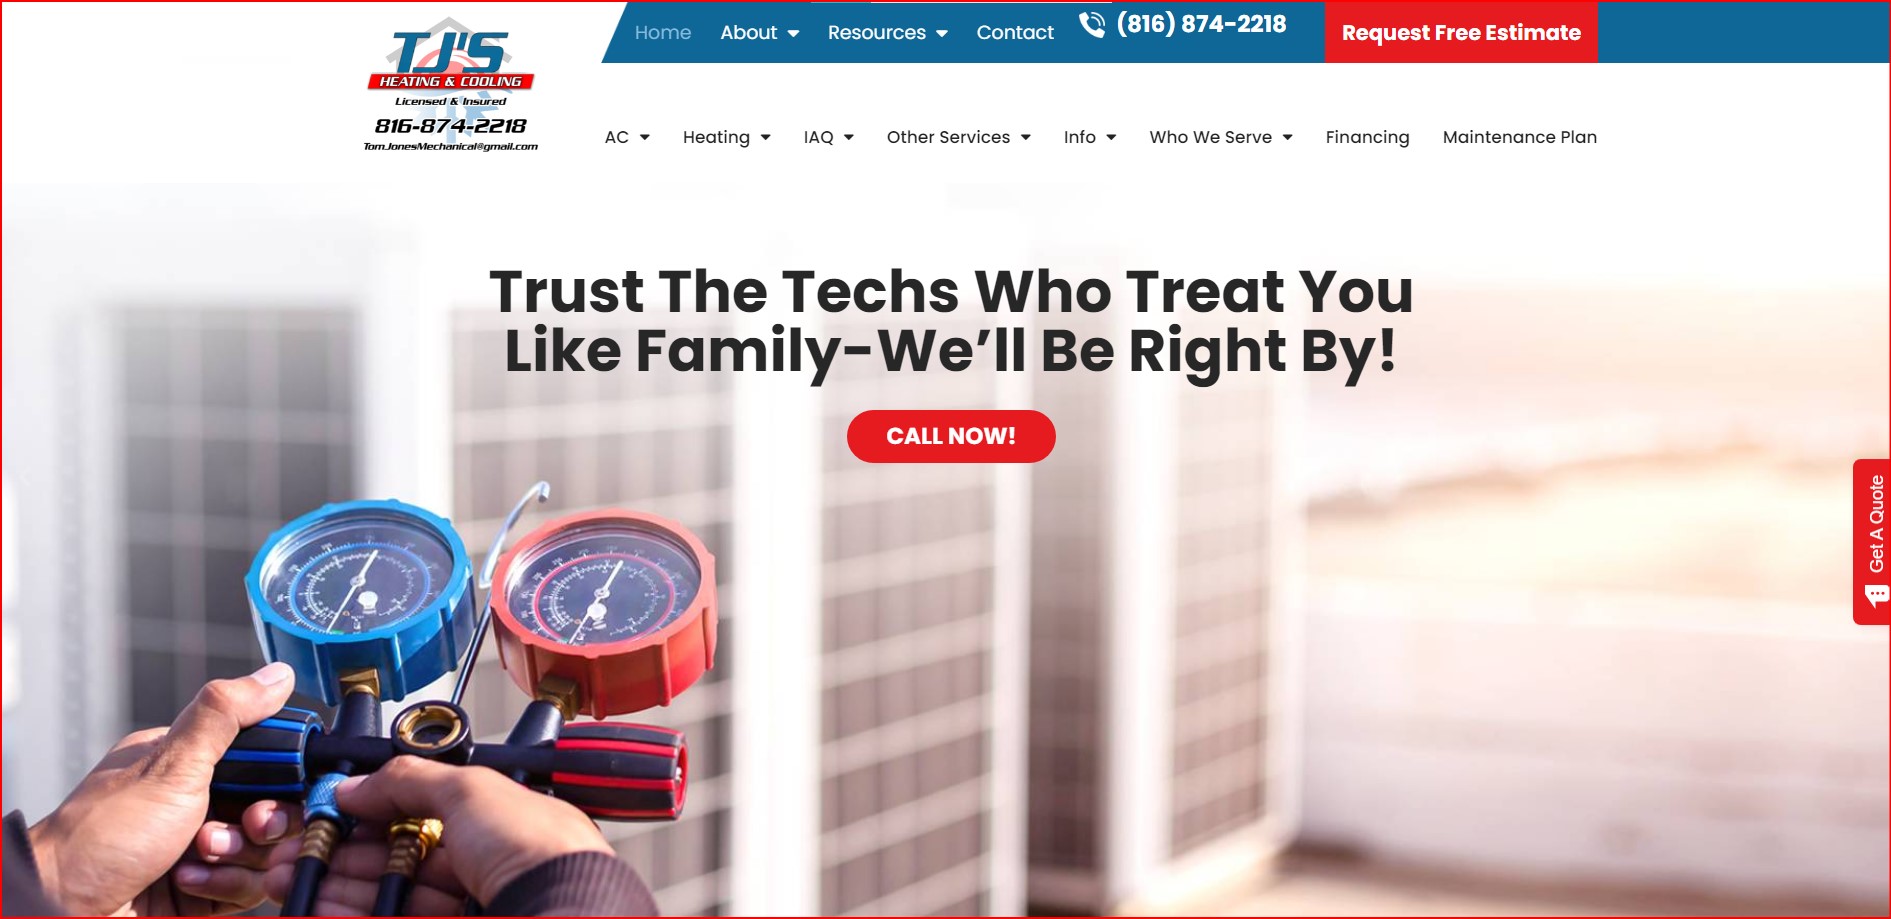 TJ'S
HEATING & COOLING
Licensed & Insured
816-874-2218
TomJonesMechanical@gmail.com
Home About Resources Contact (816) 874-2218 Request Free Estimate
AC Heating IAQ Other Services Info Who We Serve Financing Maintenance Plan
Trust The Techs Who Treat You
Like Family-We’ll Be Right By!
CALL NOW!
Get A Quote